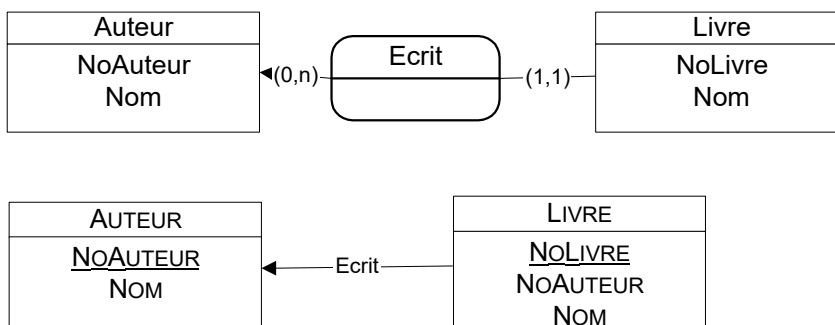 Auteur
NoAuteur
Nom
(0,n)
Ecrit
(1,1)
Livre
NoLivre
Nom
AUTEUR
NOAUTEUR
NOM
Ecrit
LIVRE
NOLIVRE
NOAUTEUR
NOM